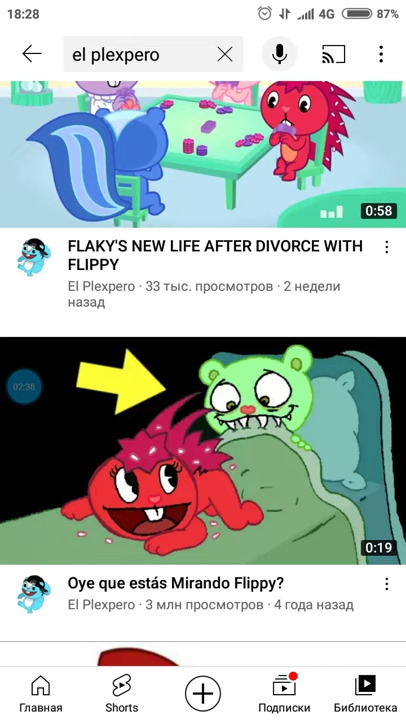 18:28 4G 87%
el plexpero
0:58
FLAKY'S NEW LIFE AFTER DIVORCE WITH
FLIPPY
El Plexpero · 33 тыс. просмотров · 2 недели
назад
02:38
0:19
Oye que estás Mirando Flippy?
El Plexpero · 3 млн просмотров · 4 года назад
Главная Shorts Подписки Библиотека